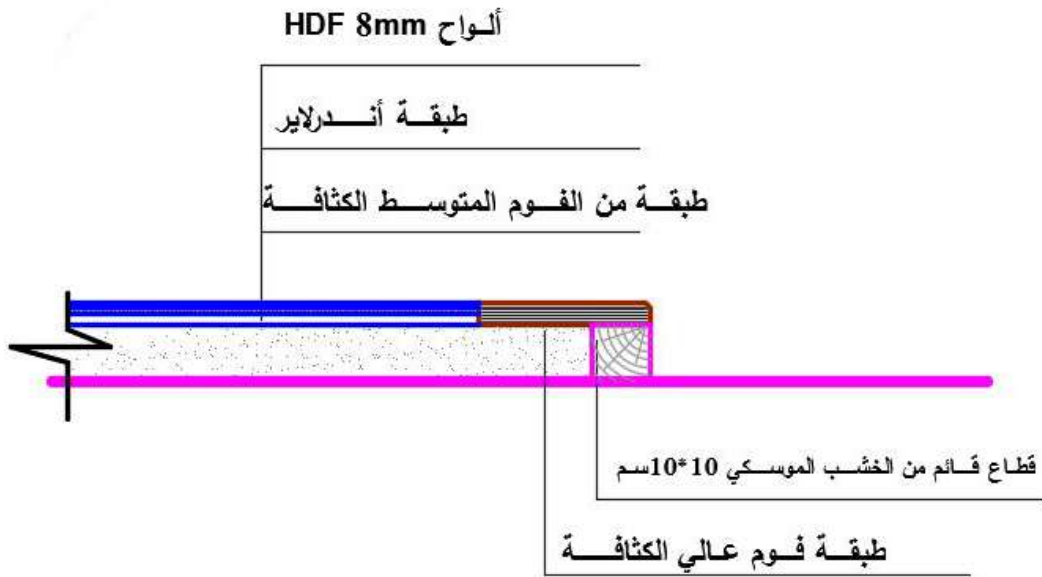 ألواح HDF 8mm
طبقة أندرلاير
طبقة من الفوم المتوسط الكثافة
قطاع قائم من الخشب الموسكي 10*10سم
طبقة فوم عالي الكثافة